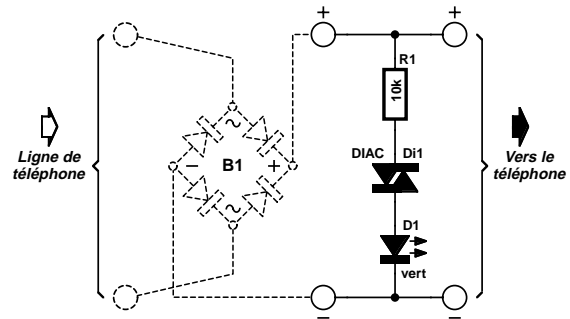 + +
R1
10k
Ligne de
téléphone
~
− B1 +
~
DIAC Di1
Vers le
téléphone
D1
vert
− −